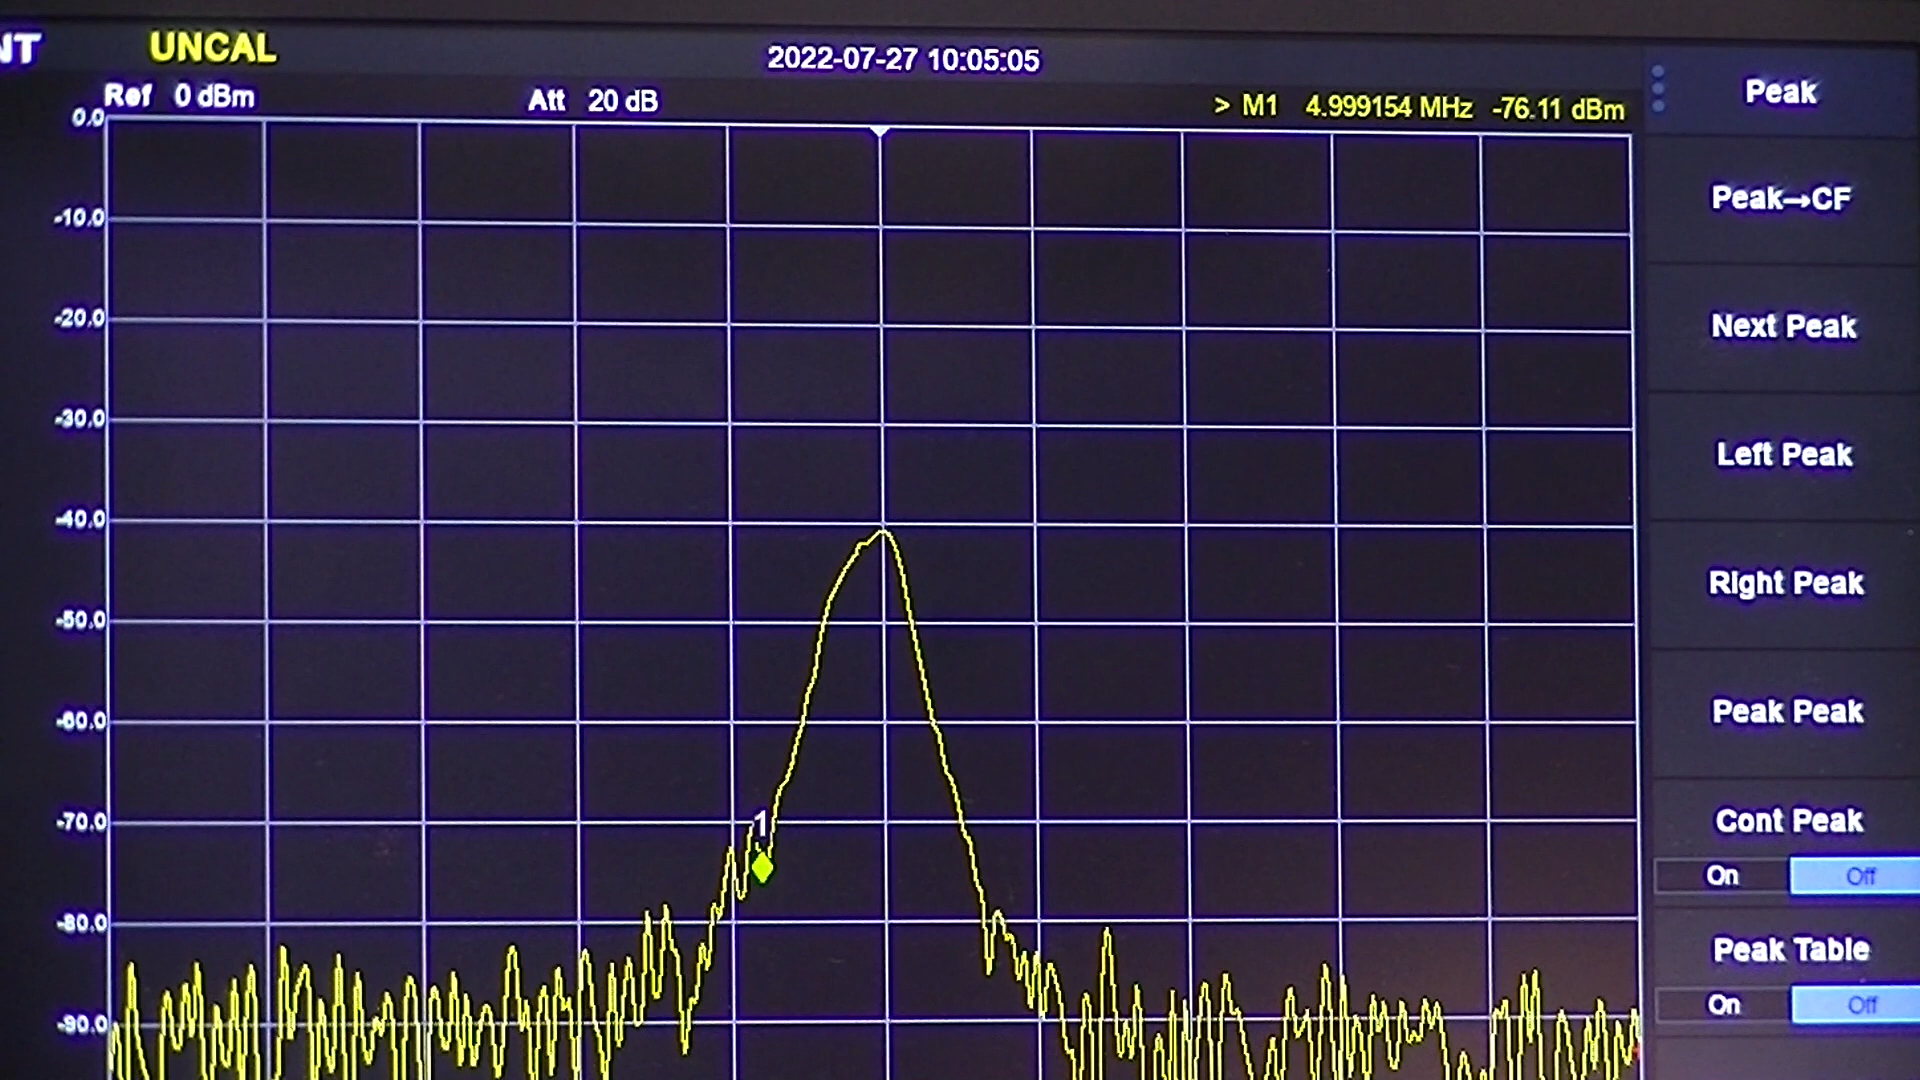 NT UNCAL 2022-07-27 10:05:05
Ref 0 dBm Att 20 dB > M1 4.999154 MHz -76.11 dBm
0.0
-10.0
-20.0
-30.0
-40.0
-50.0
-60.0
-70.0
-80.0
-90.0
1
Peak
Peak→CF
Next Peak
Left Peak
Right Peak
Peak Peak
Cont Peak
On Off
Peak Table
On Off